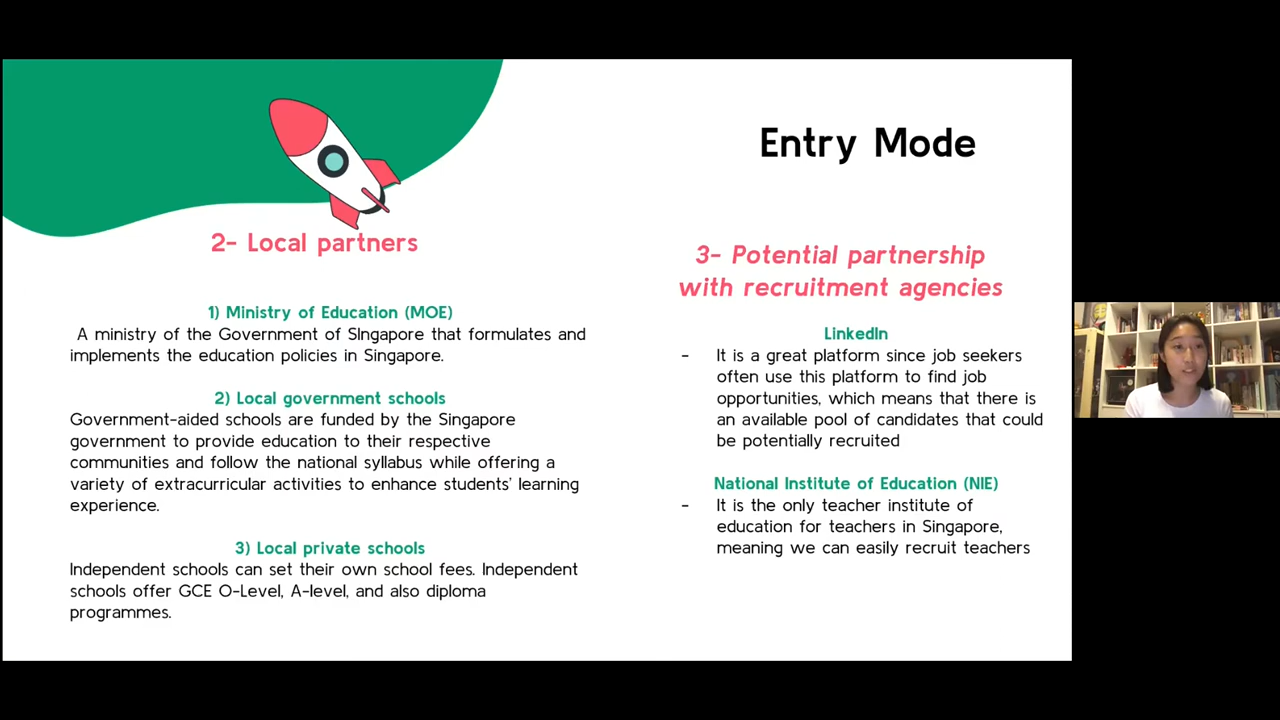 Entry Mode
2- Local partners
1) Ministry of Education (MOE)
A ministry of the Government of SIngapore that formulates and
implements the education policies in Singapore.
2) Local government schools
Government-aided schools are funded by the Singapore
government to provide education to their respective
communities and follow the national syllabus while offering a
variety of extracurricular activities to enhance students’ learning
experience.
3) Local private schools
Independent schools can set their own school fees. Independent
schools offer GCE O-Level, A-level, and also diploma
programmes.
3- Potential partnership
with recruitment agencies
LinkedIn
- It is a great platform since job seekers
often use this platform to find job
opportunities, which means that there is
an available pool of candidates that could
be potentially recruited
National Institute of Education (NIE)
- It is the only teacher institute of
education for teachers in Singapore,
meaning we can easily recruit teachers